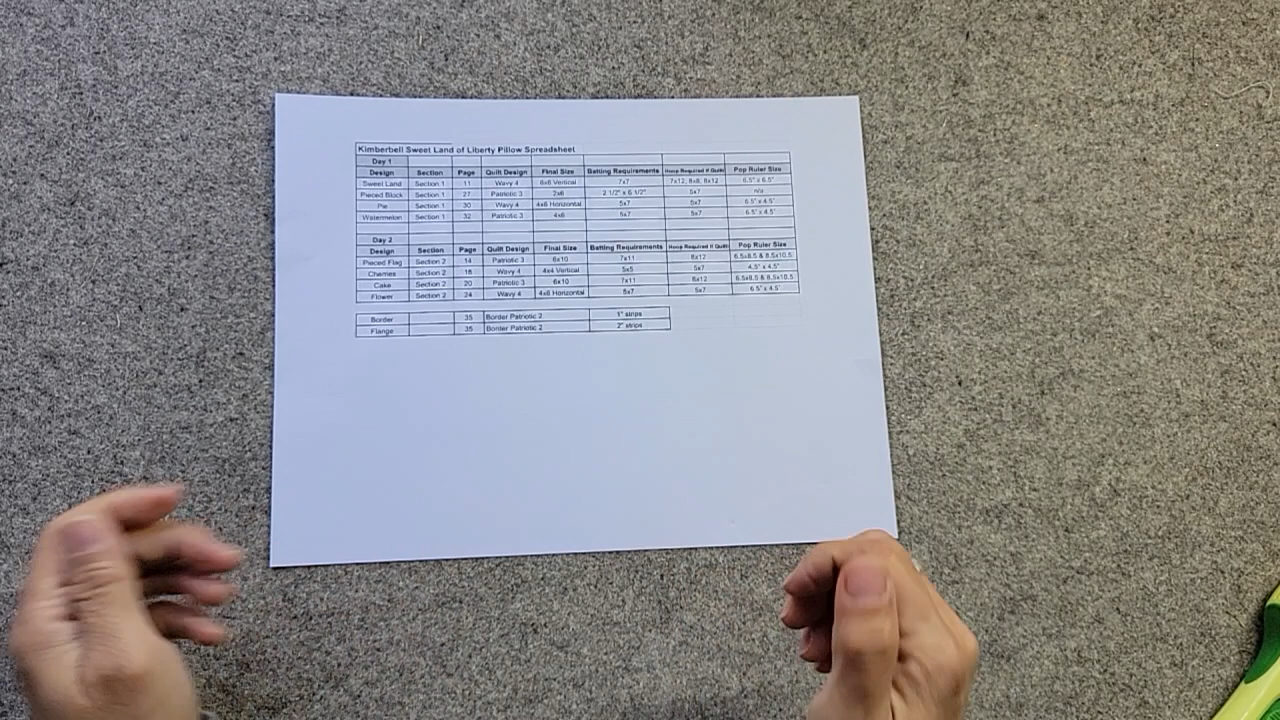 Kimberbell Sweet Land of Liberty Pillow Spreadsheet
Day 1
Design Section Page Quilt Design Final Size Batting Requirements Hoop Required if Quilti Pop Ruler Size
Sweet Land Section 1 11 Wavy 4 6x8 Vertical 7x7 7x12, 8x8, 8x12 6.5" x 6.5"
Pieced Block Section 1 27 Patriotic 3 2x6 2 1/2" x 6 1/2" 5x7 n/a
Pie Section 1 30 Wavy 4 4x6 Horizontal 5x7 5x7 6.5" x 4.5"
Watermelon Section 1 32 Patriotic 3 4x6 5x7 5x7 6.5" x 4.5"
Day 2
Design Section Page Quilt Design Final Size Batting Requirements Hoop Required if Quilti Pop Ruler Size
Pieced Flag Section 2 14 Patriotic 3 6x10 7x11 8x12 6.5x8.5 & 8.5x10.5
Cherries Section 2 18 Wavy 4 4x4 Vertical 5x5 5x7 4.5" x 4.5"
Cake Section 2 20 Patriotic 3 6x10 7x11 8x12 6.5x8.5 & 8.5x10.5
Flower Section 2 24 Wavy 4 4x6 Horizontal 5x7 5x7 6.5" x 4.5"
Border 35 Border Patriotic 2 1" strips
Flange 35 Border Patriotic 2 2" strips